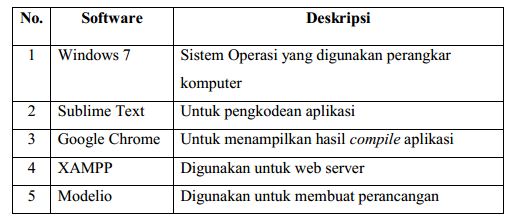 No. Software Deskripsi
1 Windows 7 Sistem Operasi yang digunakan perangkar
komputer
2 Sublime Text Untuk pengkodean aplikasi
3 Google Chrome Untuk menampilkan hasil compile aplikasi
4 XAMPP Digunakan untuk web server
5 Modelio Digunakan untuk membuat perancangan